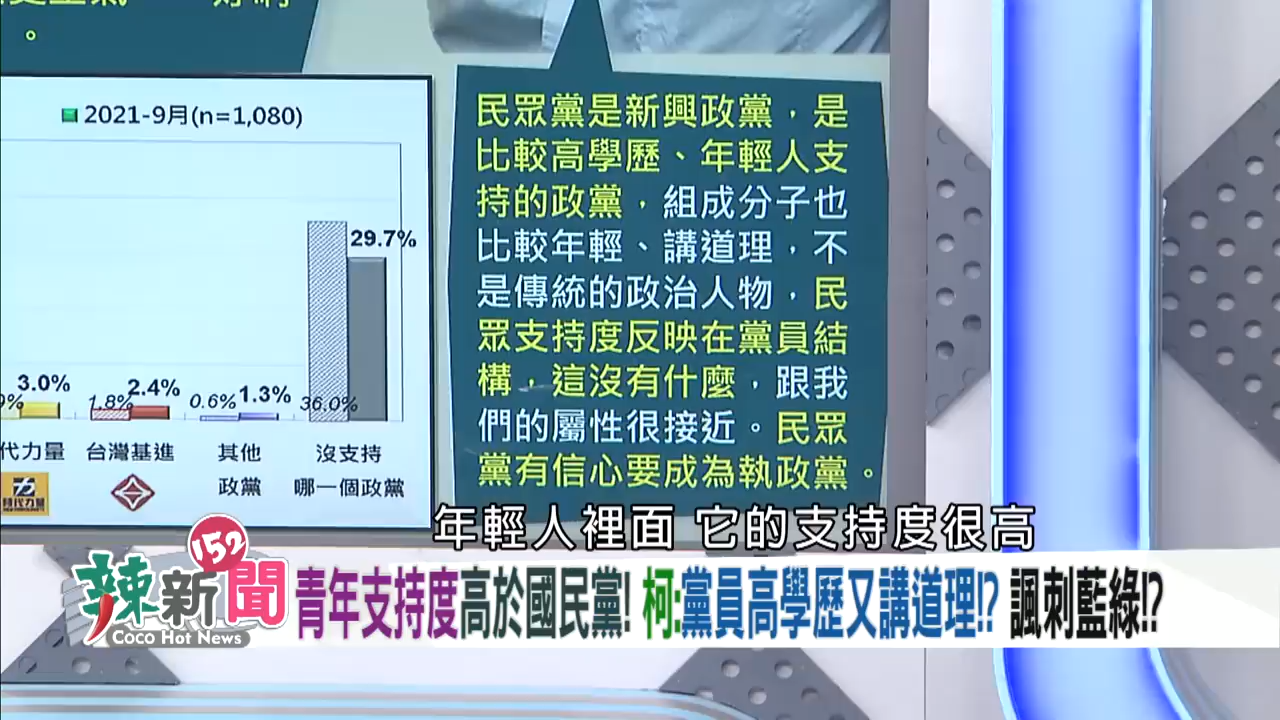 。
2021-9月(n=1,080)
29.7%
3.0%
1.8%
2.4%
0.6%
1.3%
36.0%
代力量
台灣基進
其他
政黨
沒支持
哪一個政黨
時代力量
民眾黨是新興政黨，是
比較高學歷、年輕人支
持的政黨，組成分子也
比較年輕、講道理，不
是傳統的政治人物，民
眾支持度反映在黨員結
構，這沒有什麼，跟我
們的屬性很接近。民眾
黨有信心要成為執政黨。
年輕人裡面 它的支持度很高
152
辣新聞
Coco Hot News
青年支持度高於國民黨! 柯:黨員高學歷又講道理!? 諷刺藍綠!?